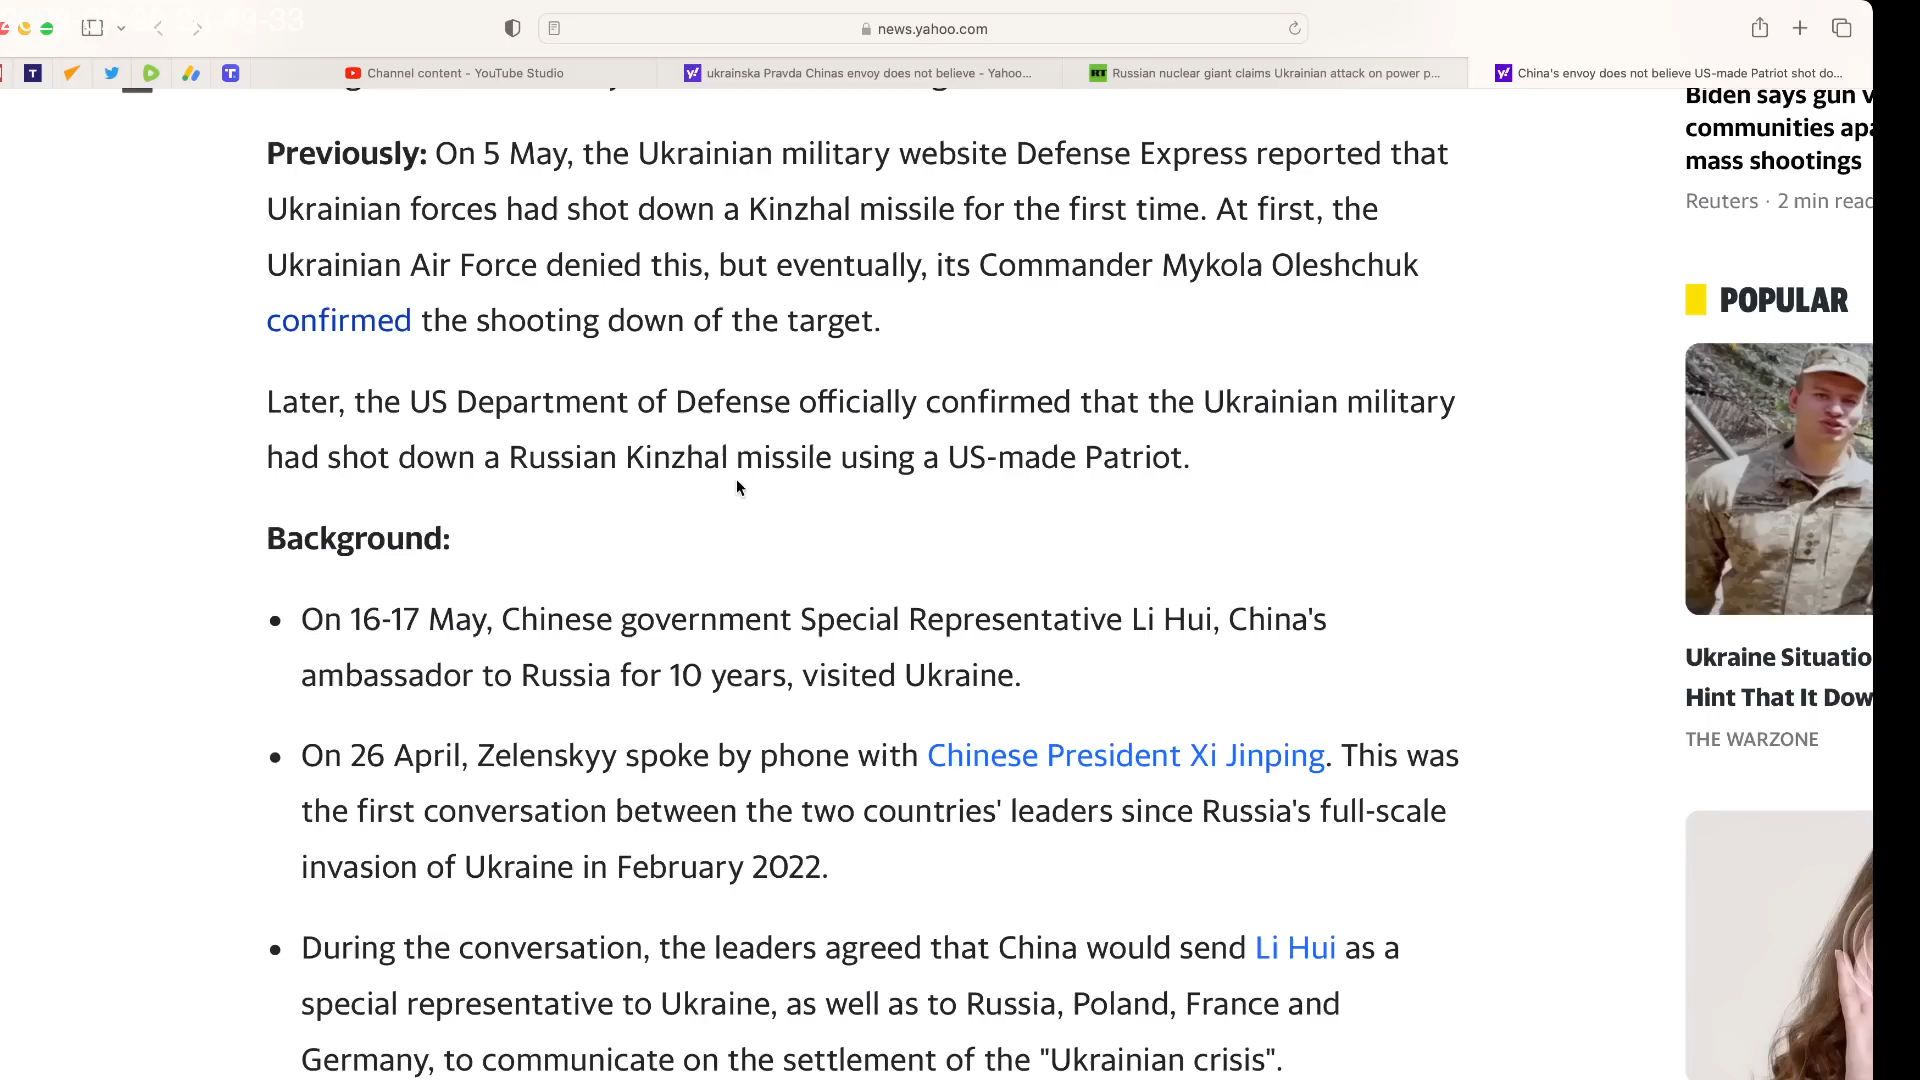 news.yahoo.com
Channel content - YouTube Studio
ukrainska Pravda Chinas envoy does not believe - Yahoo...
RT
Russian nuclear giant claims Ukrainian attack on power p...
China's envoy does not believe US-made Patriot shot do...
Previously: On 5 May, the Ukrainian military website Defense Express reported that
Ukrainian forces had shot down a Kinzhal missile for the first time. At first, the
Ukrainian Air Force denied this, but eventually, its Commander Mykola Oleshchuk
confirmed the shooting down of the target.
Later, the US Department of Defense officially confirmed that the Ukrainian military
had shot down a Russian Kinzhal missile using a US-made Patriot.
Background:
• On 16-17 May, Chinese government Special Representative Li Hui, China's
ambassador to Russia for 10 years, visited Ukraine.
• On 26 April, Zelenskyy spoke by phone with Chinese President Xi Jinping. This was
the first conversation between the two countries' leaders since Russia's full-scale
invasion of Ukraine in February 2022.
• During the conversation, the leaders agreed that China would send Li Hui as a
special representative to Ukraine, as well as to Russia, Poland, France and
Germany, to communicate on the settlement of the "Ukrainian crisis".
Biden says gun v
communities apa
mass shootings
Reuters · 2 min read
POPULAR
Ukraine Situatio
Hint That It Dow
THE WARZONE